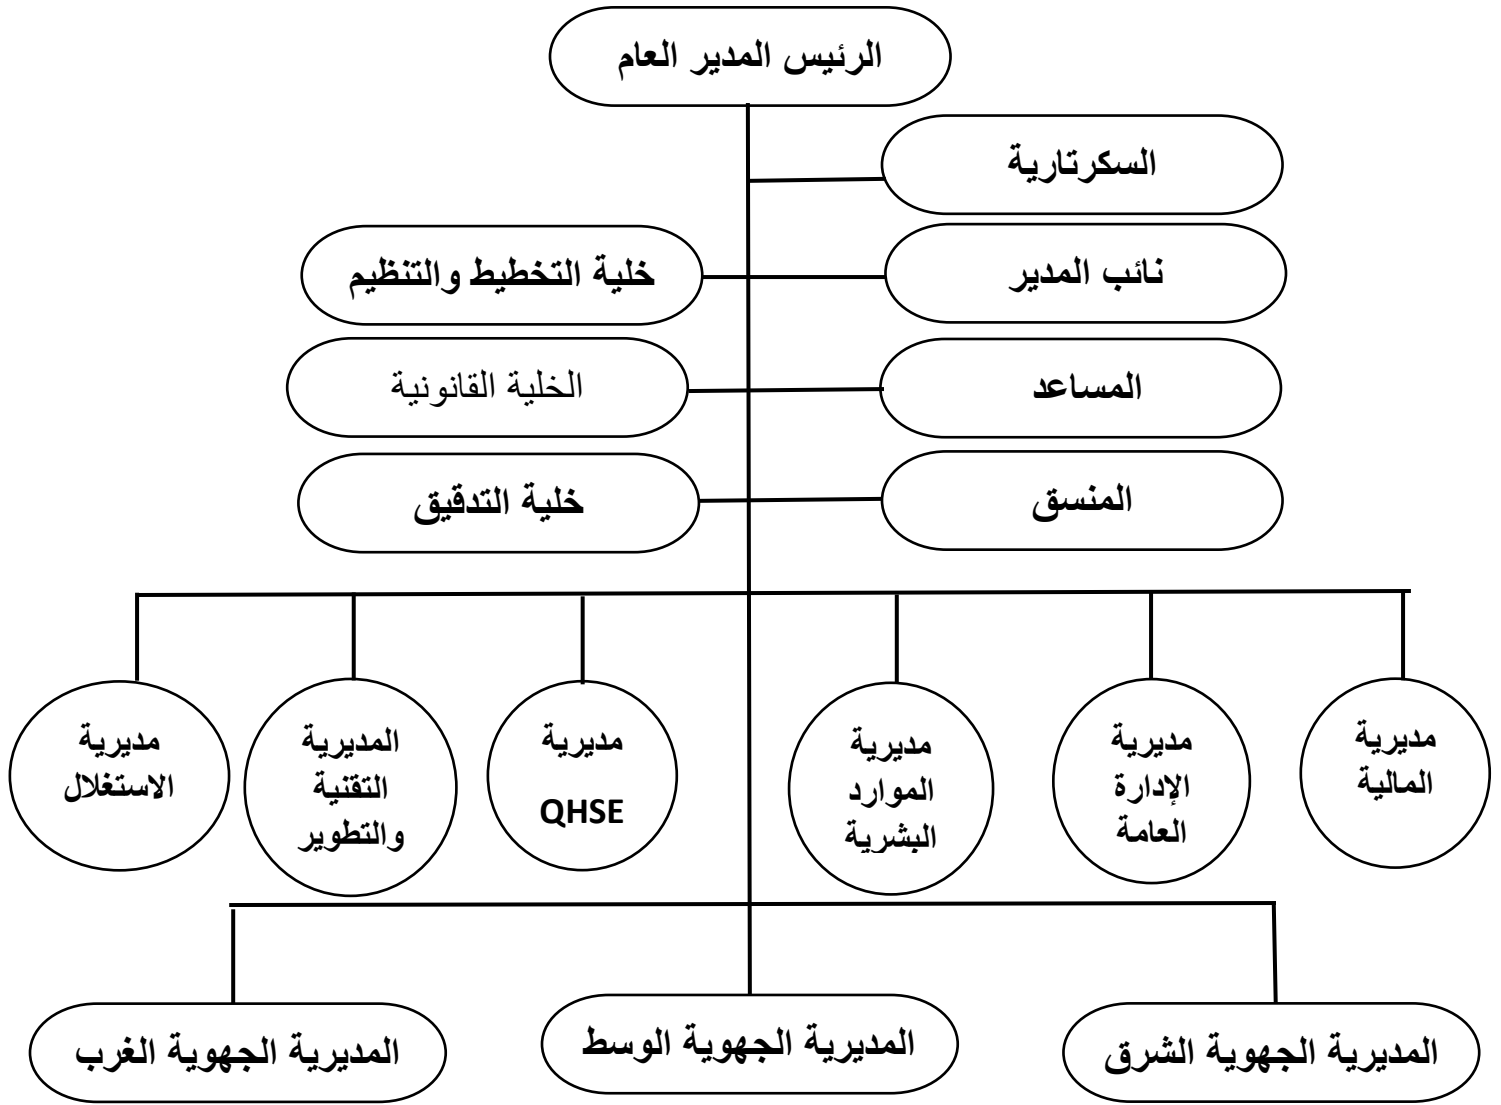 الرئيس المدير العام
السكرتارية
نائب المدير
خلية التخطيط والتنظيم
المساعد
الخلية القانونية
المنسق
خلية التدقيق
مديرية
المالية
مديرية
الإدارة
العامة
مديرية
الموارد
البشرية
مديرية
QHSE
المديرية
التقنية
والتطوير
مديرية
الاستغلال
المديرية الجهوية الشرق
المديرية الجهوية الوسط
المديرية الجهوية الغرب